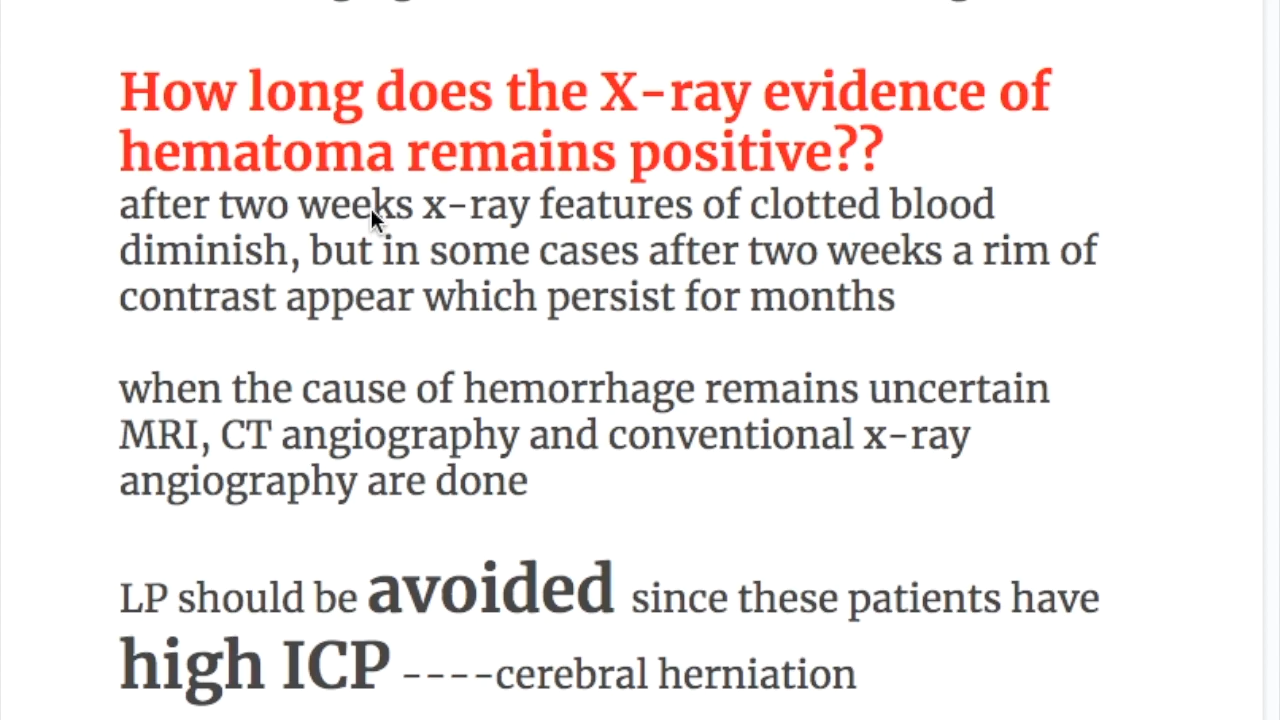 How long does the X-ray evidence of
hematoma remains positive??
after two weeks x-ray features of clotted blood
diminish, but in some cases after two weeks a rim of
contrast appear which persist for months
when the cause of hemorrhage remains uncertain
MRI, CT angiography and conventional x-ray
angiography are done
LP should be avoided since these patients have
high ICP ----cerebral herniation